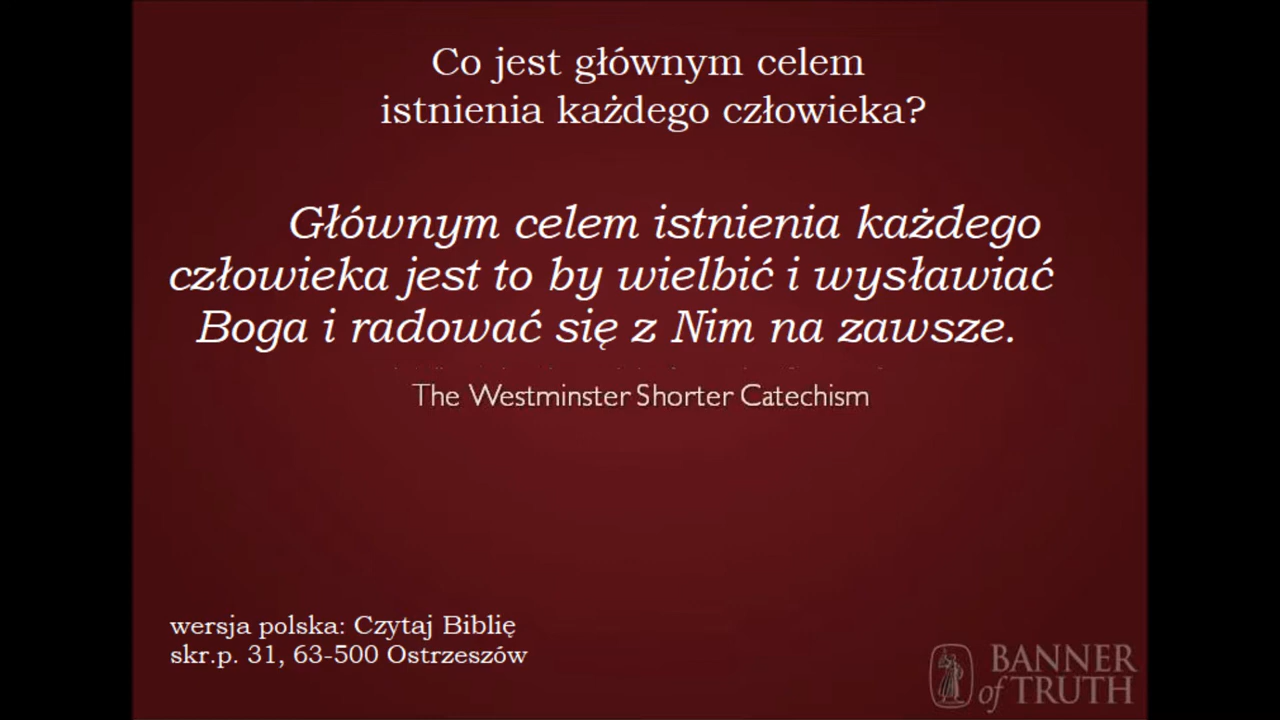 Co jest głównym celem
istnienia każdego człowieka?
Głównym celem istnienia każdego
człowieka jest to by wielbić i wysławiać
Boga i radować się z Nim na zawsze.
The Westminster Shorter Catechism
wersja polska: Czytaj Biblię
skr.p. 31, 63-500 Ostrzeszów
BANNER
of TRUTH